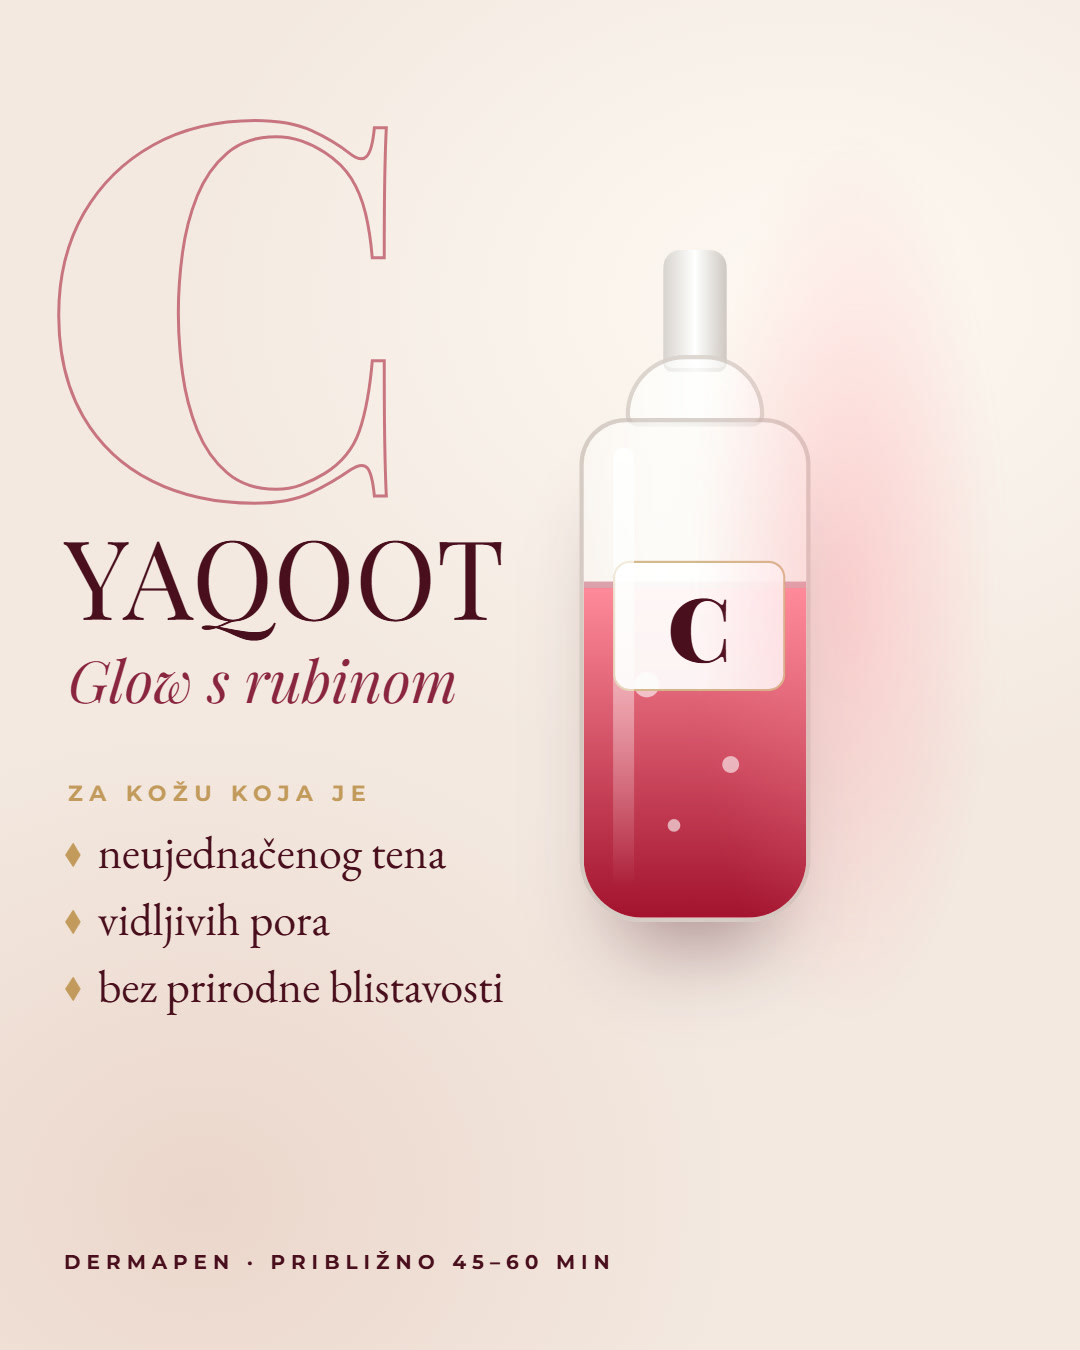 C
YAQOOT
Glow s rubinom
ZA KOŽU KOJA JE
neujednačenog tena
vidljivih pora
bez prirodne blistavosti
C
DERMAPEN · PRIBLIŽNO 45–60 MIN